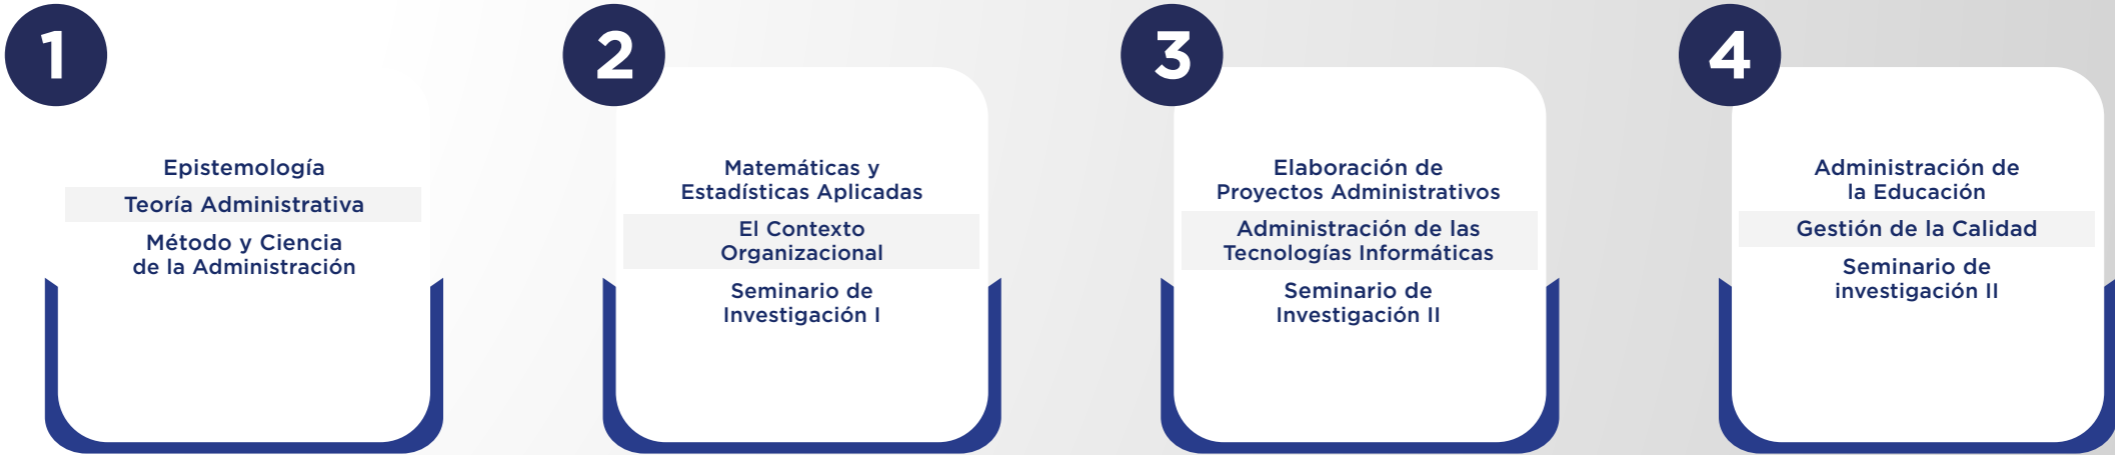 1
Epistemología
Teoría Administrativa
Método y Ciencia
de la Administración
2
Matemáticas y
Estadísticas Aplicadas
El Contexto
Organizacional
Seminario de
Investigación I
3
Elaboración de
Proyectos Administrativos
Administración de las
Tecnologías Informáticas
Seminario de
Investigación II
4
Administración de
la Educación
Gestión de la Calidad
Seminario de
investigación II